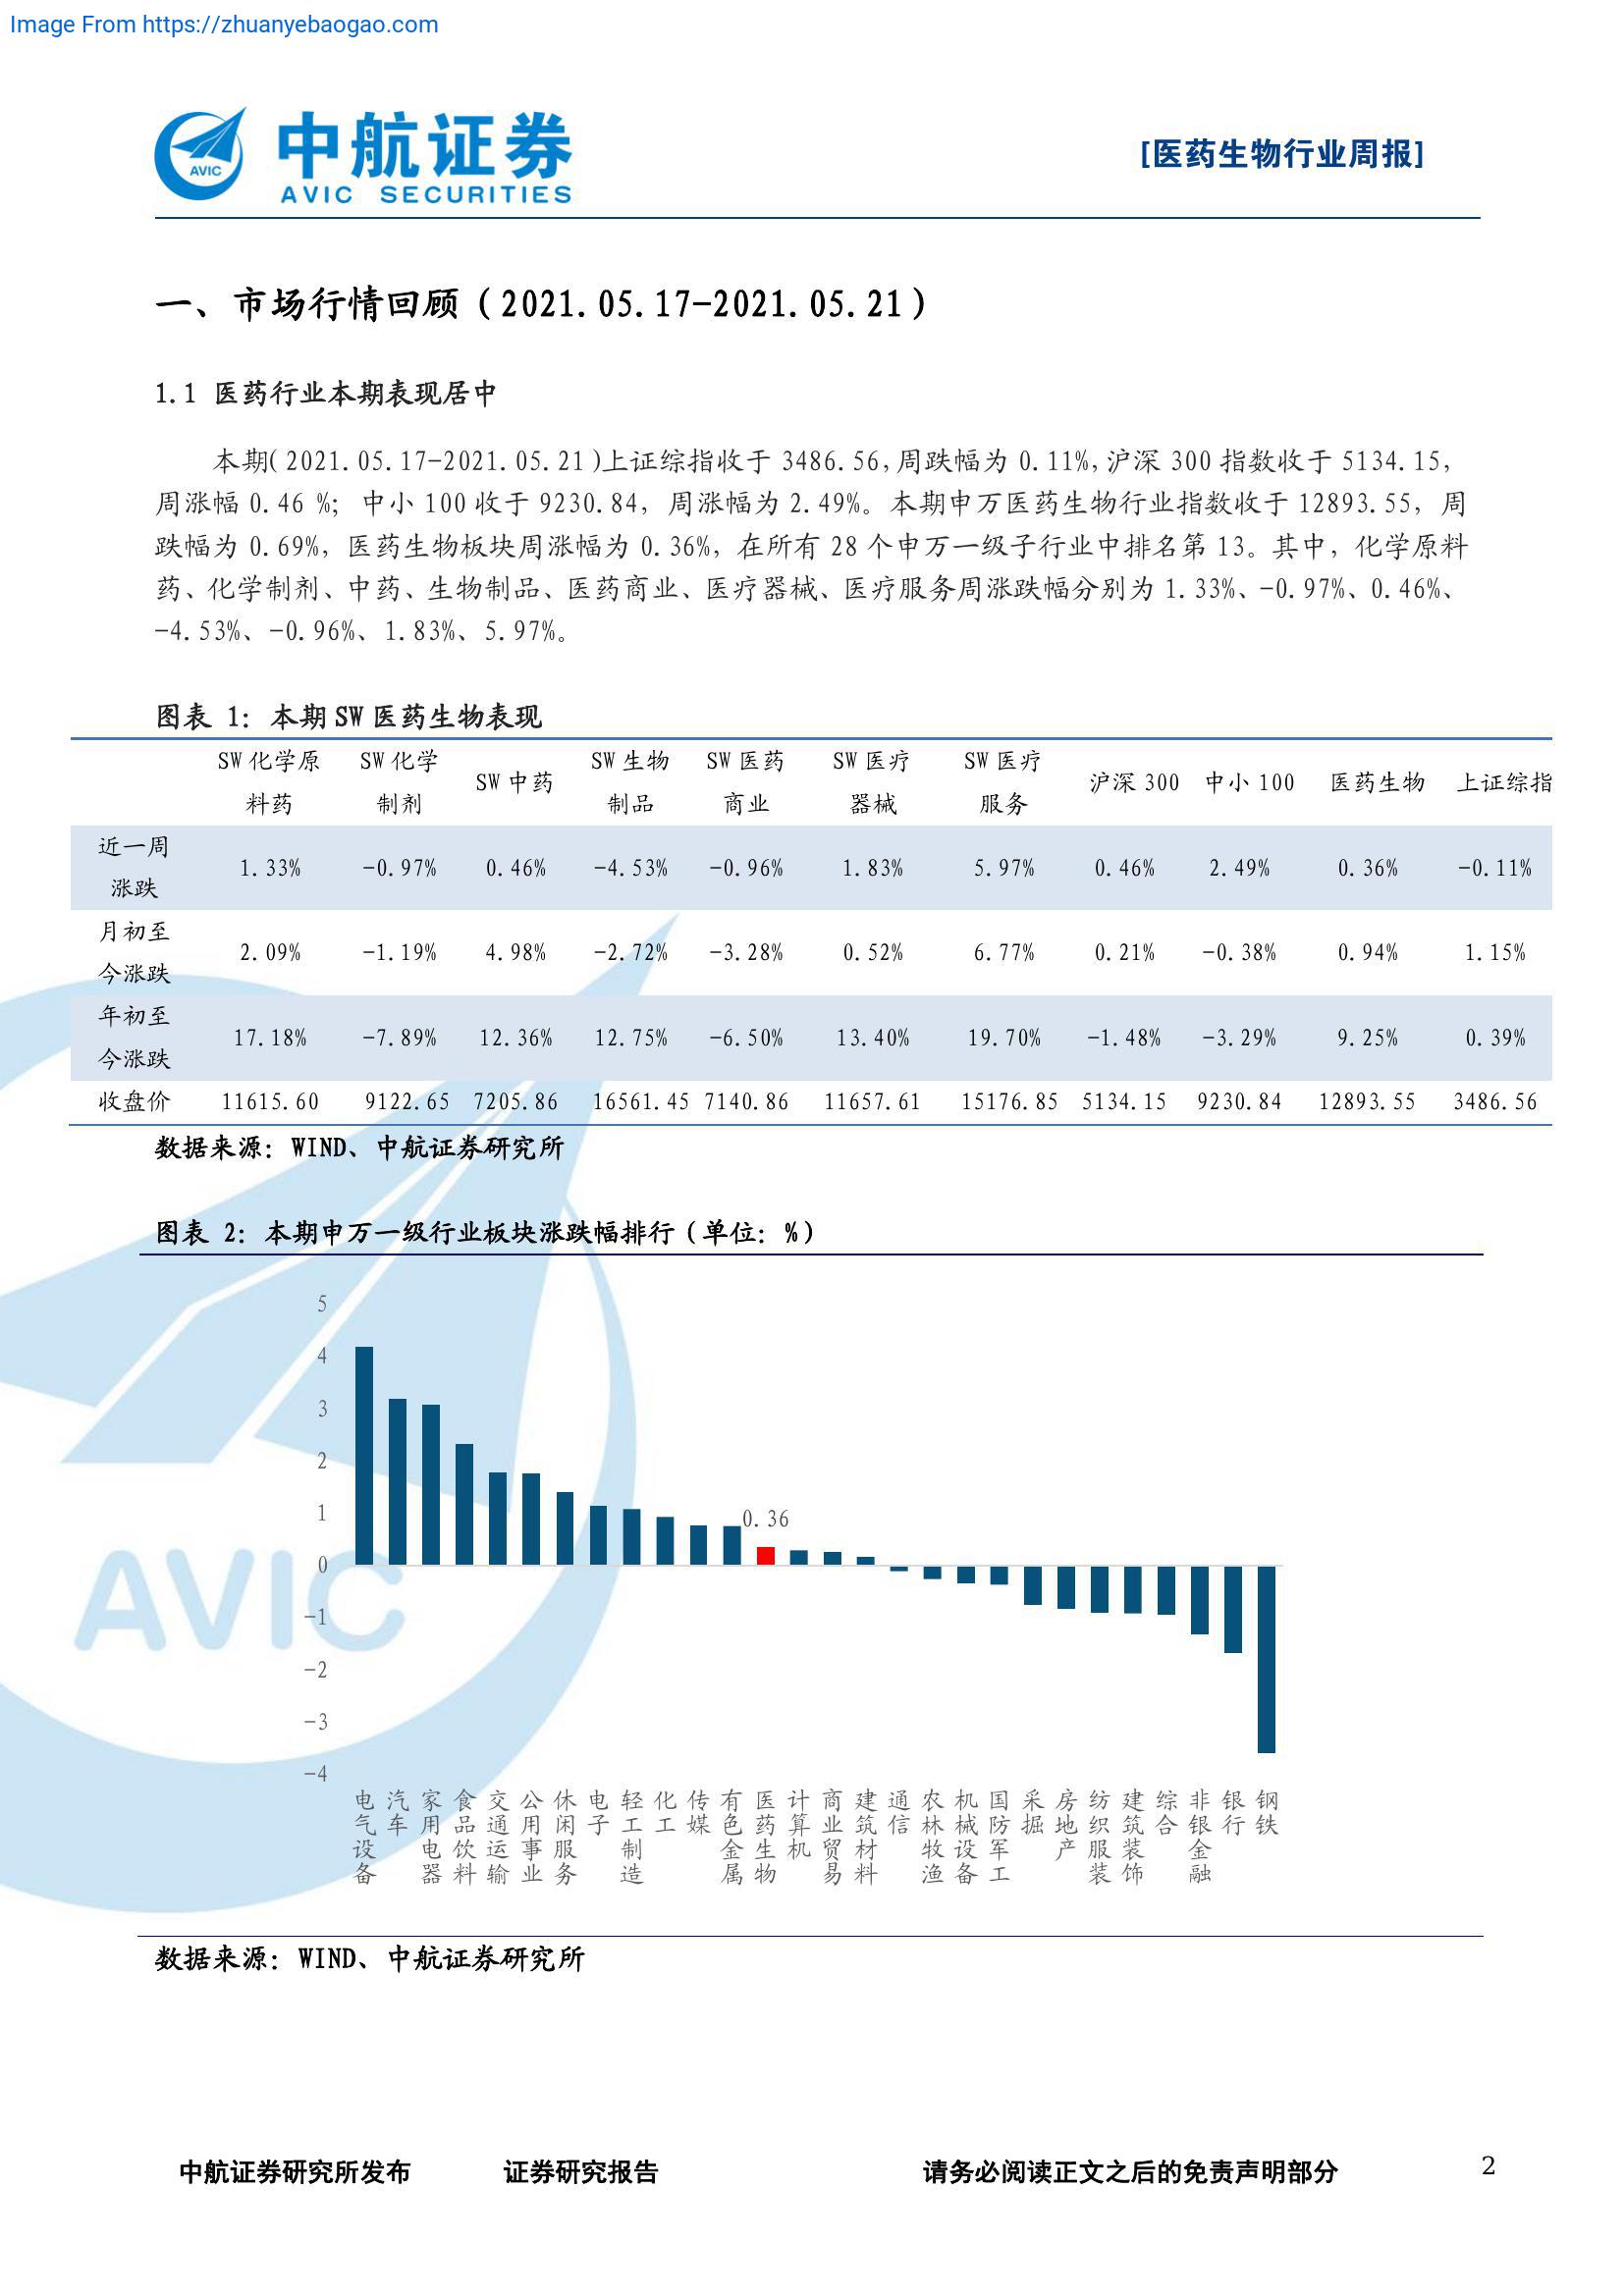 Image From https://zhuanyebaogao.com
中航证券
AVIC SECURITIES
AVIC
[医药生物行业周报]
一、市场行情回顾（2021.05.17-2021.05.21）
1.1 医药行业本期表现居中
本期(2021.05.17-2021.05.21)上证综指收于 3486.56,周跌幅为 0.11%,沪深 300 指数收于 5134.15,
周涨幅 0.46 %; 中小 100 收于 9230.84, 周涨幅为 2.49%。本期申万医药生物行业指数收于 12893.55, 周
跌幅为 0.69%, 医药生物板块周涨幅为 0.36%, 在所有 28 个申万一级子行业中排名第 13。其中, 化学原料
药、化学制剂、中药、生物制品、医药商业、医疗器械、医疗服务周涨跌幅分别为 1.33%、-0.97%、0.46%、
-4.53%、-0.96%、1.83%、5.97%。
图表 1: 本期 SW 医药生物表现
SW 化学原料药 SW 化学制剂 SW 中药 SW 生物制品 SW 医药商业 SW 医疗器械 SW 医疗服务 沪深 300 中小 100 医药生物 上证综指
近一周涨跌 1.33% -0.97% 0.46% -4.53% -0.96% 1.83% 5.97% 0.46% 2.49% 0.36% -0.11%
月初至今涨跌 2.09% -1.19% 4.98% -2.72% -3.28% 0.52% 6.77% 0.21% -0.38% 0.94% 1.15%
年初至今涨跌 17.18% -7.89% 12.36% 12.75% -6.50% 13.40% 19.70% -1.48% -3.29% 9.25% 0.39%
收盘价 11615.60 9122.65 7205.86 16561.45 7140.86 11657.61 15176.85 5134.15 9230.84 12893.55 3486.56
数据来源: WIND、中航证券研究所
图表 2: 本期申万一级行业板块涨跌幅排行（单位: %）
5
4
3
2
1
0
-1
-2
-3
-4
0.36
AVIC
电气设备 汽车 家用电器 食品饮料 交通运输 公用事业 休闲服务 电子 轻工制造 化工 传媒 有色金属 医药生物 计算机 商业贸易 建筑材料 通信 农林牧渔 机械设备 国防军工 采掘 房地产 纺织服装 建筑装饰 综合 非银金融 银行 钢铁
数据来源: WIND、中航证券研究所
中航证券研究所发布 证券研究报告 请务必阅读正文之后的免责声明部分 2